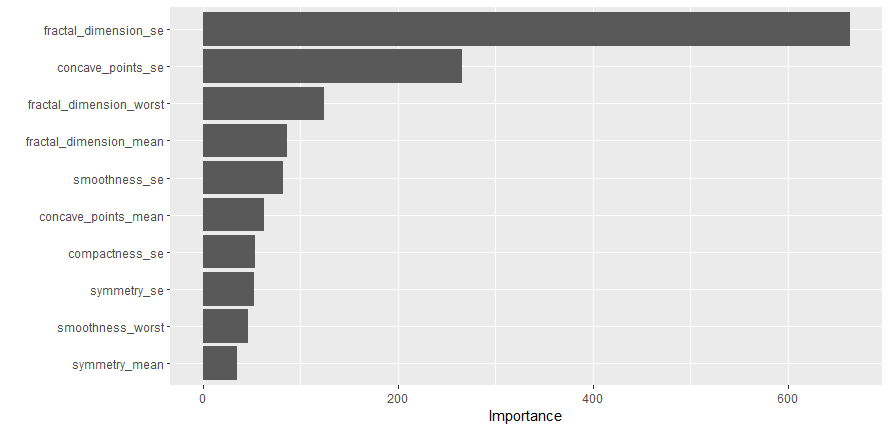 fractal_dimension_se
concave_points_se
fractal_dimension_worst
fractal_dimension_mean
smoothness_se
concave_points_mean
compactness_se
symmetry_se
smoothness_worst
symmetry_mean
0 200 400 600
Importance